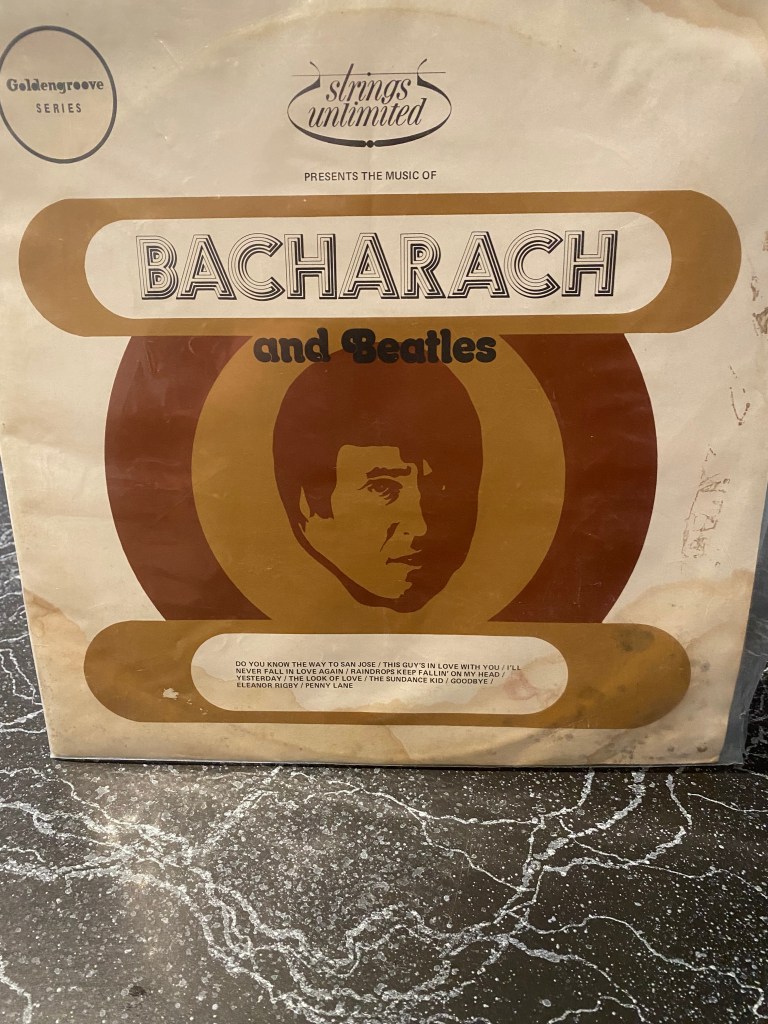 Goldengroove
SERIES
strings
unlimited
PRESENTS THE MUSIC OF
BACHARACH
and Beatles
DO YOU KNOW THE WAY TO SAN JOSE / THIS GUY'S IN LOVE WITH YOU / I'LL
NEVER FALL IN LOVE AGAIN / RAINDROPS KEEP FALLIN' ON MY HEAD /
YESTERDAY / THE LOOK OF LOVE / THE SUNDANCE KID / GOODBYE /
ELEANOR RIGBY / PENNY LANE